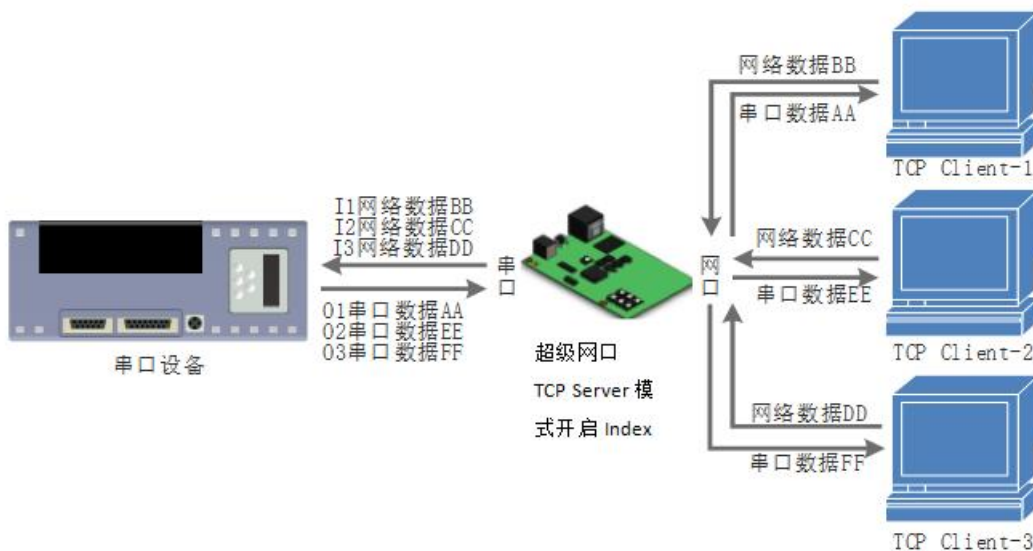 网络数据BB
串口数据AA
TCP Client-1
I1网络数据BB
I2网络数据CC
I3网络数据DD
串口
网口
网络数据CC
串口数据EE
O1串口数据AA
O2串口数据EE
O3串口数据FF
串口设备
超级网口
TCP Server 模
式开启 Index
TCP Client-2
网络数据DD
串口数据FF
TCP Client-3